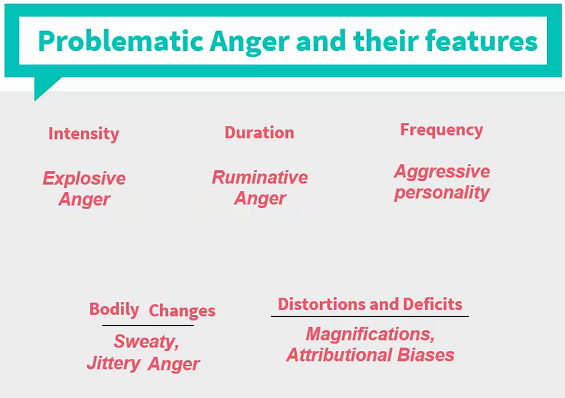 Problematic Anger and their features
Intensity
Duration
Frequency
Explosive
Anger
Ruminative
Anger
Aggressive
personality
Bodily Changes
Sweaty,
Jittery Anger
Distortions and Deficits
Magnifications,
Attributional Biases